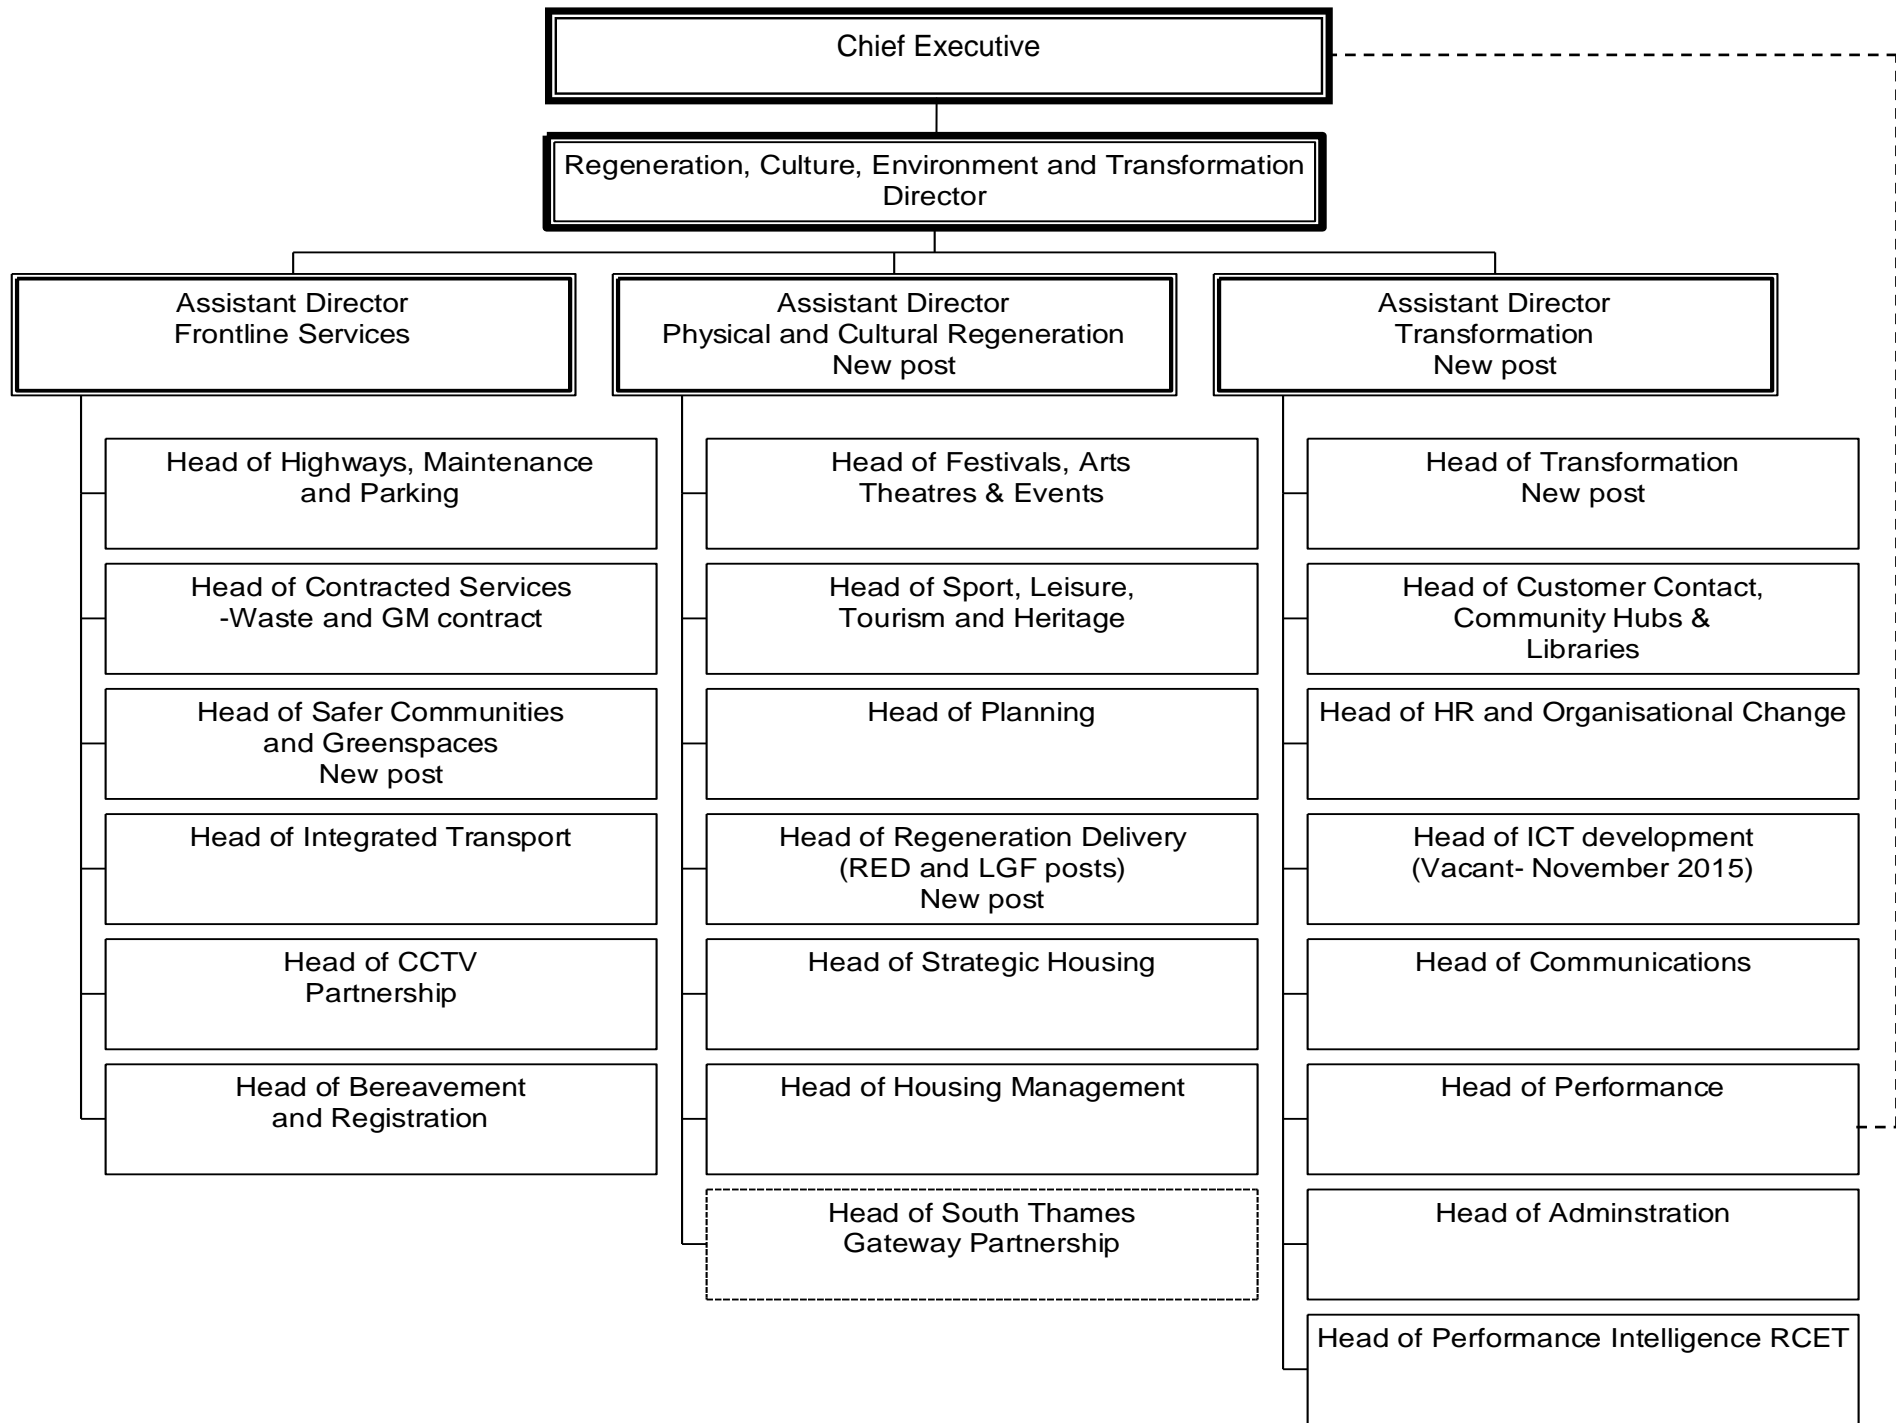 Chief Executive
Regeneration, Culture, Environment and Transformation
Director
Assistant Director
Frontline Services
Head of Highways, Maintenance
and Parking
Head of Contracted Services
-Waste and GM contract
Head of Safer Communities
and Greenspaces
New post
Head of Integrated Transport
Head of CCTV
Partnership
Head of Bereavement
and Registration
Assistant Director
Physical and Cultural Regeneration
New post
Head of Festivals, Arts
Theatres & Events
Head of Sport, Leisure,
Tourism and Heritage
Head of Planning
Head of Regeneration Delivery
(RED and LGF posts)
New post
Head of Strategic Housing
Head of Housing Management
Head of South Thames
Gateway Partnership
Assistant Director
Transformation
New post
Head of Transformation
New post
Head of Customer Contact,
Community Hubs &
Libraries
Head of HR and Organisational Change
Head of ICT development
(Vacant- November 2015)
Head of Communications
Head of Performance
Head of Adminstration
Head of Performance Intelligence RCET